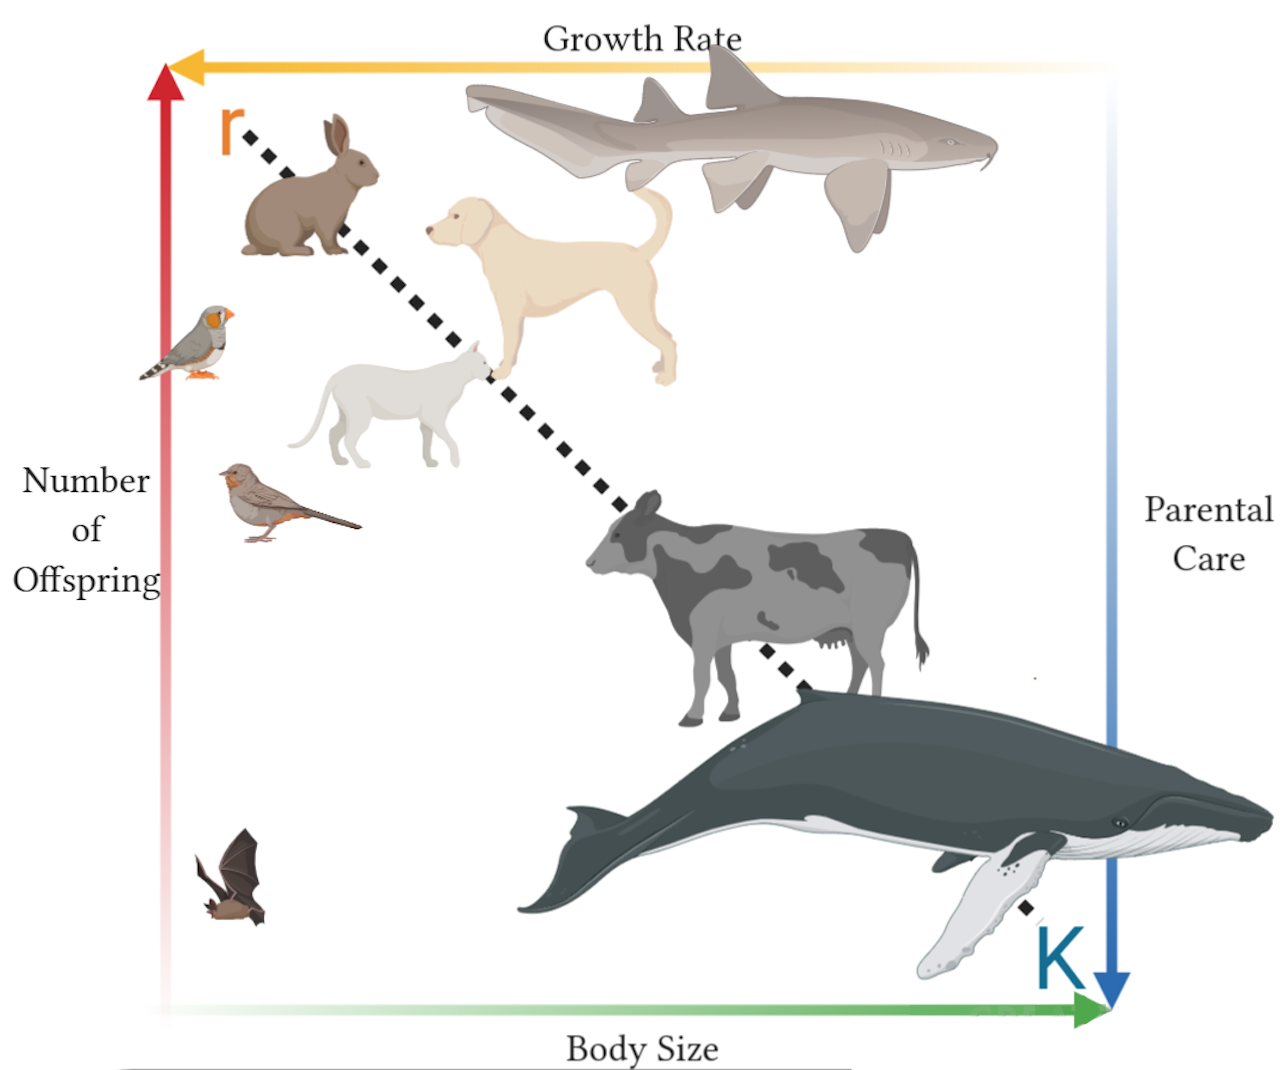 Growth Rate
r
Number
of
Offspring
Parental
Care
K
Body Size